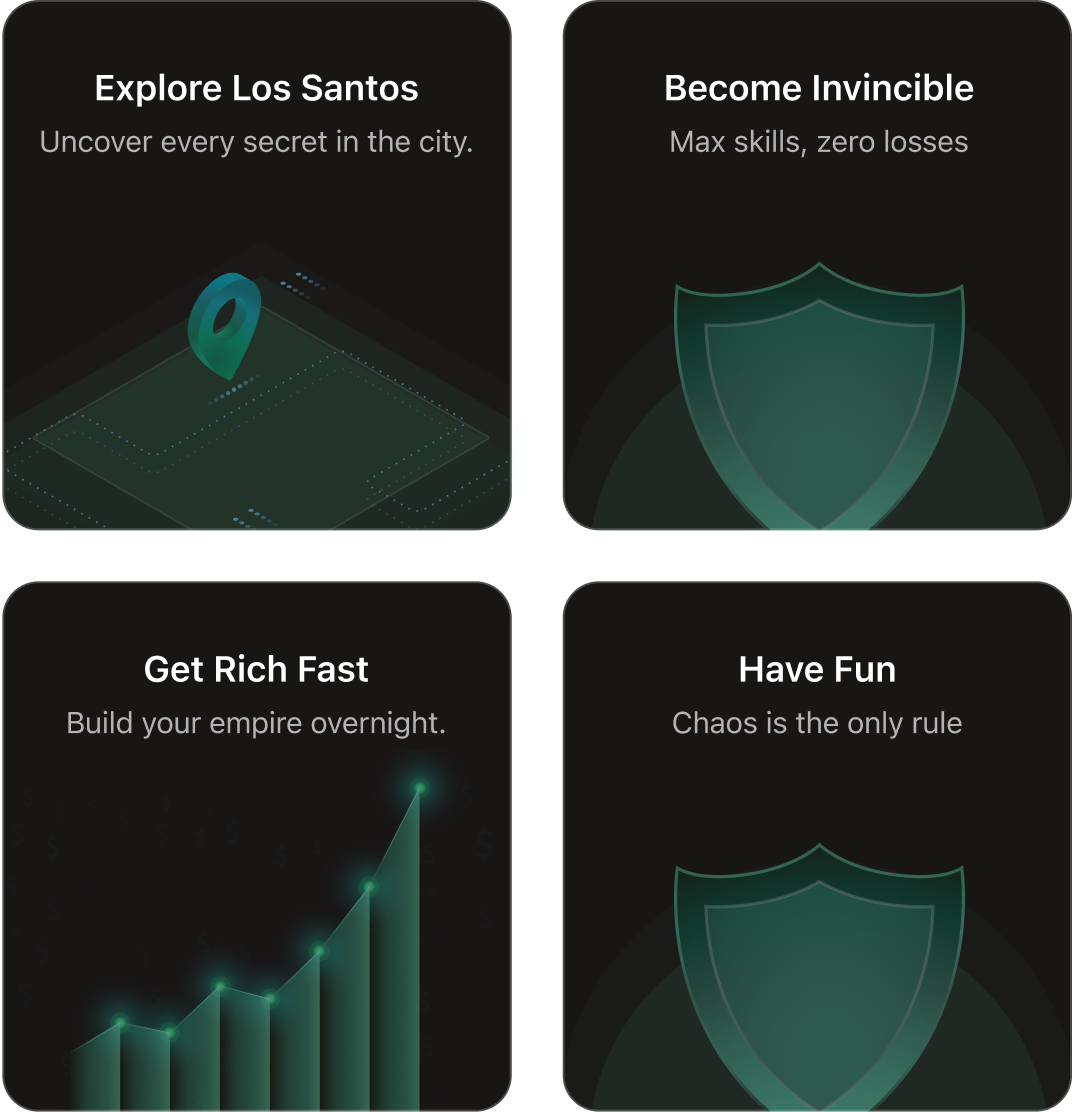 Explore Los Santos
Uncover every secret in the city.
Become Invincible
Max skills, zero losses
Get Rich Fast
Build your empire overnight.
Have Fun
Chaos is the only rule